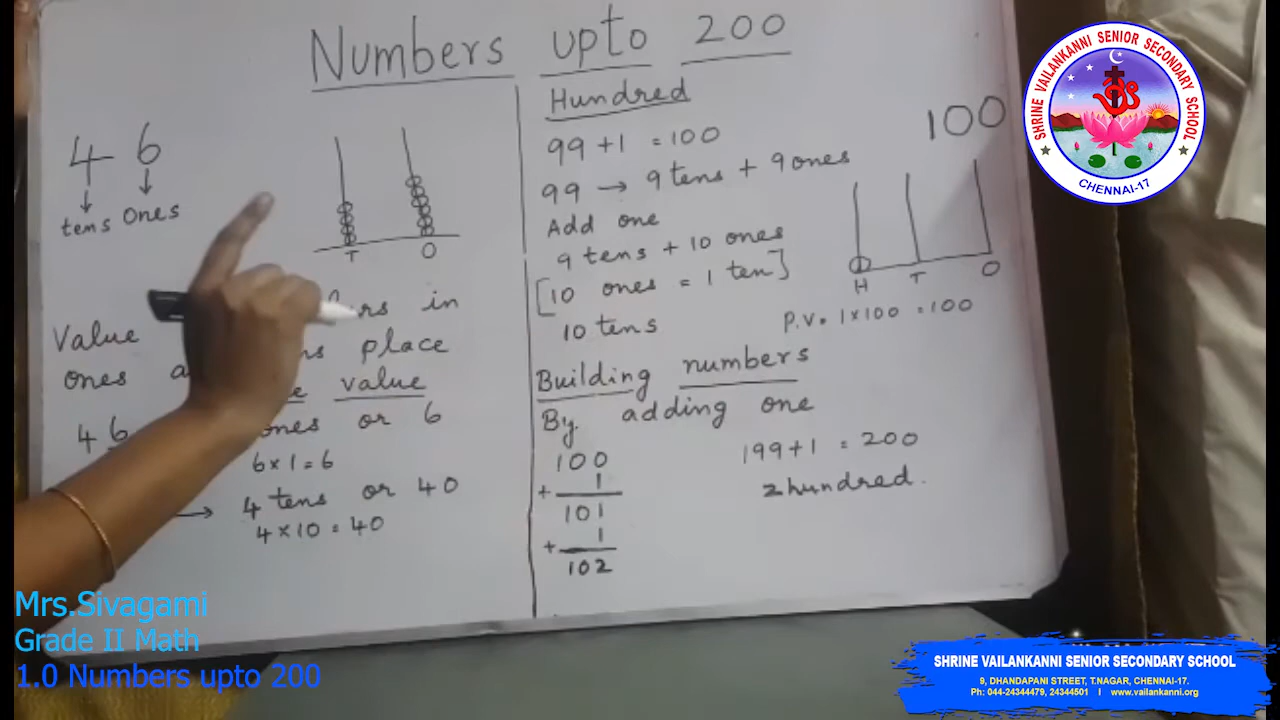 Numbers upto 200
4 6
tens Ones
T O
Value in
ones place
value
4 6 ones or 6
6 x 1 = 6
→ 4 tens or 40
4 x 10 = 40
Hundred
99 + 1 = 100
99 → 9 tens + 9 ones
Add one
9 tens + 10 ones
[10 ones = 1 ten]
10 tens
100
H T O
P.V. 1 x 100 = 100
Building numbers
By adding one
100
+ 1
101
+ 1
102
199 + 1 = 200
2 hundred.
SHRINE VAILANKANNI SENIOR SECONDARY SCHOOL
CHENNAI-17
Mrs.Sivagami
Grade II Math
1.0 Numbers upto 200
SHRINE VAILANKANNI SENIOR SECONDARY SCHOOL
9, DHANDAPANI STREET, T.NAGAR, CHENNAI-17.
Ph: 044-24344479, 24344501 I www.vailankanni.org